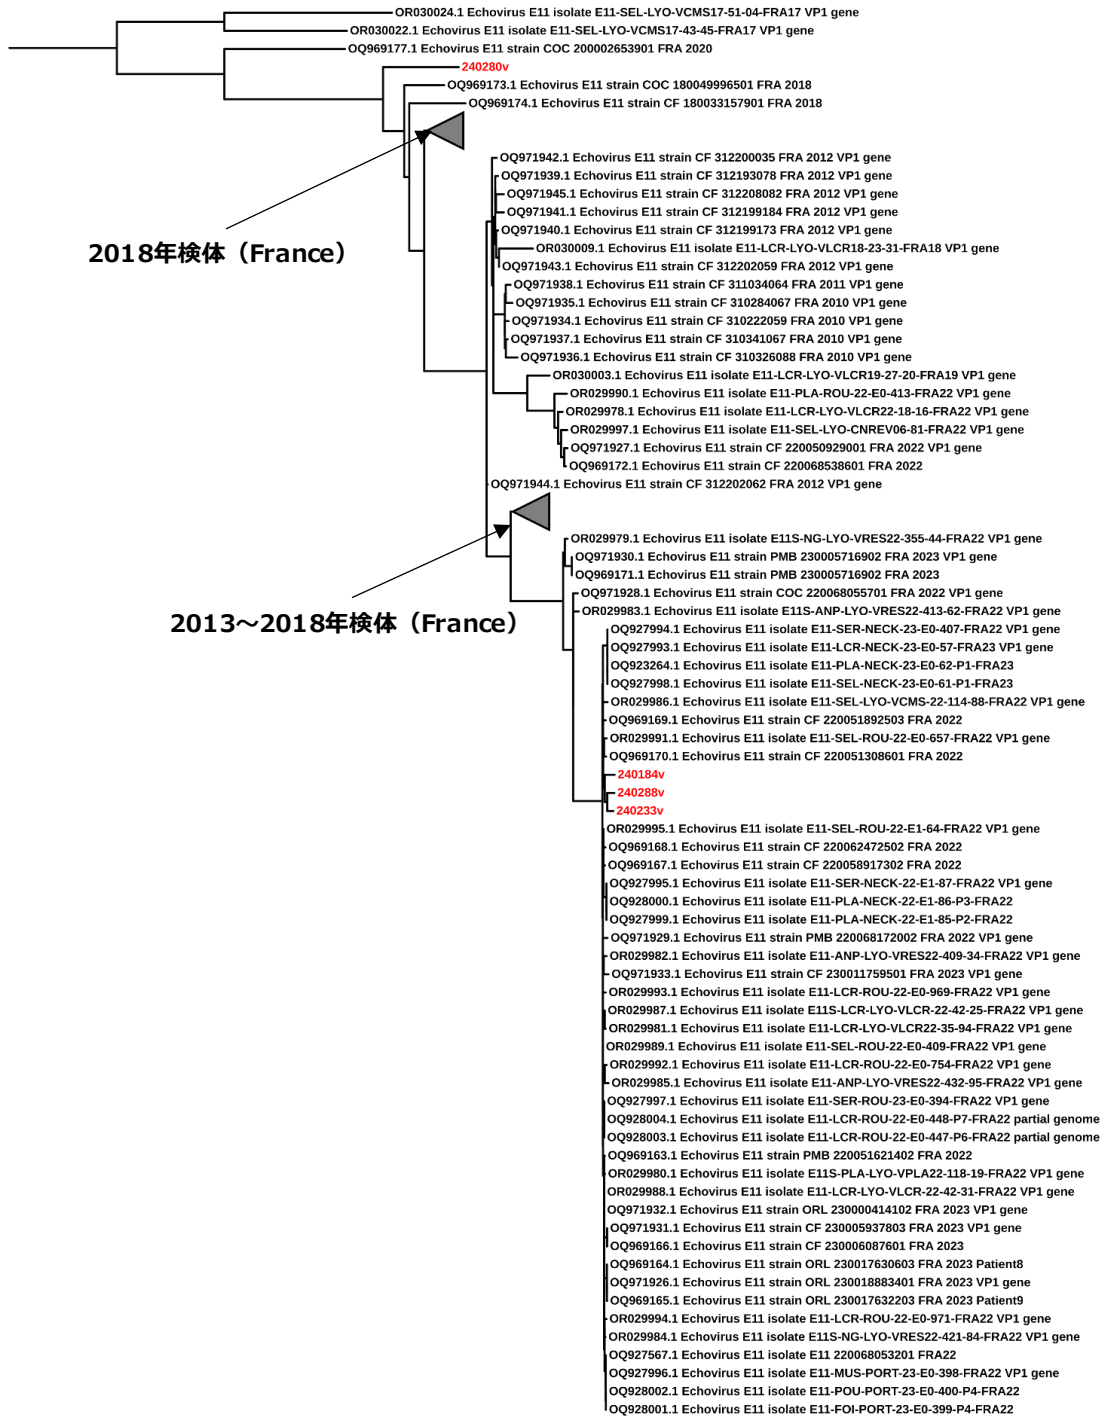 OR030024.1 Echovirus E11 isolate E11-SEL-LYO-VCMS17-51-04-FRA17 VP1 gene
OR030022.1 Echovirus E11 isolate E11-SEL-LYO-VCMS17-43-45-FRA17 VP1 gene
OQ969177.1 Echovirus E11 strain COC 200002653901 FRA 2020
240280v
OQ969173.1 Echovirus E11 strain COC 180049996501 FRA 2018
OQ969174.1 Echovirus E11 strain CF 180033157901 FRA 2018
OQ971942.1 Echovirus E11 strain CF 312200035 FRA 2012 VP1 gene
OQ971939.1 Echovirus E11 strain CF 312193078 FRA 2012 VP1 gene
OQ971945.1 Echovirus E11 strain CF 312208082 FRA 2012 VP1 gene
OQ971941.1 Echovirus E11 strain CF 312199184 FRA 2012 VP1 gene
OQ971940.1 Echovirus E11 strain CF 312199173 FRA 2012 VP1 gene
2018年検体（France）
OR030009.1 Echovirus E11 isolate E11-LCR-LYO-VLCR18-23-31-FRA18 VP1 gene
OQ971943.1 Echovirus E11 strain CF 312202059 FRA 2012 VP1 gene
OQ971938.1 Echovirus E11 strain CF 311034064 FRA 2011 VP1 gene
OQ971935.1 Echovirus E11 strain CF 310284067 FRA 2010 VP1 gene
OQ971934.1 Echovirus E11 strain CF 310222059 FRA 2010 VP1 gene
OQ971937.1 Echovirus E11 strain CF 310341067 FRA 2010 VP1 gene
OQ971936.1 Echovirus E11 strain CF 310326088 FRA 2010 VP1 gene
OR030003.1 Echovirus E11 isolate E11-LCR-LYO-VLCR19-27-20-FRA19 VP1 gene
OR029990.1 Echovirus E11 isolate E11-PLA-ROU-22-E0-413-FRA22 VP1 gene
OR029978.1 Echovirus E11 isolate E11-LCR-LYO-VLCR22-18-16-FRA22 VP1 gene
OR029997.1 Echovirus E11 isolate E11-SEL-LYO-CNREV06-81-FRA22 VP1 gene
OQ971927.1 Echovirus E11 strain CF 220050929001 FRA 2022 VP1 gene
OQ969172.1 Echovirus E11 strain CF 220068538601 FRA 2022
OQ971944.1 Echovirus E11 strain CF 312202062 FRA 2012 VP1 gene
OR029979.1 Echovirus E11 isolate E11S-NG-LYO-VRES22-355-44-FRA22 VP1 gene
OQ971930.1 Echovirus E11 strain PMB 230005716902 FRA 2023 VP1 gene
OQ969171.1 Echovirus E11 strain PMB 230005716902 FRA 2023
OQ971928.1 Echovirus E11 strain COC 220068055701 FRA 2022 VP1 gene
OR029983.1 Echovirus E11 isolate E11S-ANP-LYO-VRES22-413-62-FRA22 VP1 gene
2013～2018年検体（France）
OQ927994.1 Echovirus E11 isolate E11-SER-NECK-23-E0-407-FRA22 VP1 gene
OQ927993.1 Echovirus E11 isolate E11-LCR-NECK-23-E0-57-FRA23 VP1 gene
OQ923264.1 Echovirus E11 isolate E11-PLA-NECK-23-E0-62-P1-FRA23
OQ927998.1 Echovirus E11 isolate E11-SEL-NECK-23-E0-61-P1-FRA23
OR029986.1 Echovirus E11 isolate E11-SEL-LYO-VCMS-22-114-88-FRA22 VP1 gene
OQ969169.1 Echovirus E11 strain CF 220051892503 FRA 2022
OR029991.1 Echovirus E11 isolate E11-SEL-ROU-22-E0-657-FRA22 VP1 gene
OQ969170.1 Echovirus E11 strain CF 220051308601 FRA 2022
240184v
240288v
240233v
OR029995.1 Echovirus E11 isolate E11-SEL-ROU-22-E1-64-FRA22 VP1 gene
OQ969168.1 Echovirus E11 strain CF 220062472502 FRA 2022
OQ969167.1 Echovirus E11 strain CF 220058917302 FRA 2022
OQ927995.1 Echovirus E11 isolate E11-SER-NECK-22-E1-87-FRA22 VP1 gene
OQ928000.1 Echovirus E11 isolate E11-PLA-NECK-22-E1-86-P3-FRA22
OQ927999.1 Echovirus E11 isolate E11-PLA-NECK-22-E1-85-P2-FRA22
OQ971929.1 Echovirus E11 strain PMB 220068172002 FRA 2022 VP1 gene
OR029982.1 Echovirus E11 isolate E11-ANP-LYO-VRES22-409-34-FRA22 VP1 gene
OQ971933.1 Echovirus E11 strain CF 230011759501 FRA 2023 VP1 gene
OR029993.1 Echovirus E11 isolate E11-LCR-ROU-22-E0-969-FRA22 VP1 gene
OR029987.1 Echovirus E11 isolate E11S-LCR-LYO-VLCR-22-42-25-FRA22 VP1 gene
OR029981.1 Echovirus E11 isolate E11-LCR-LYO-VLCR22-35-94-FRA22 VP1 gene
OR029989.1 Echovirus E11 isolate E11-SEL-ROU-22-E0-409-FRA22 VP1 gene
OR029992.1 Echovirus E11 isolate E11-LCR-ROU-22-E0-754-FRA22 VP1 gene
OR029985.1 Echovirus E11 isolate E11-ANP-LYO-VRES22-432-95-FRA22 VP1 gene
OQ927997.1 Echovirus E11 isolate E11-SER-ROU-23-E0-394-FRA22 VP1 gene
OQ928004.1 Echovirus E11 isolate E11-LCR-ROU-22-E0-448-P7-FRA22 partial genome
OQ928003.1 Echovirus E11 isolate E11-LCR-ROU-22-E0-447-P6-FRA22 partial genome
OQ969163.1 Echovirus E11 strain PMB 220051621402 FRA 2022
OR029980.1 Echovirus E11 isolate E11S-PLA-LYO-VPLA22-118-19-FRA22 VP1 gene
OR029988.1 Echovirus E11 isolate E11-LCR-LYO-VLCR-22-42-31-FRA22 VP1 gene
OQ971932.1 Echovirus E11 strain ORL 230000414102 FRA 2023 VP1 gene
OQ971931.1 Echovirus E11 strain CF 230005937803 FRA 2023 VP1 gene
OQ969166.1 Echovirus E11 strain CF 230006087601 FRA 2023
OQ969164.1 Echovirus E11 strain ORL 230017630603 FRA 2023 Patient8
OQ971926.1 Echovirus E11 strain ORL 230018883401 FRA 2023 VP1 gene
OQ969165.1 Echovirus E11 strain ORL 230017632203 FRA 2023 Patient9
OR029994.1 Echovirus E11 isolate E11-LCR-ROU-22-E0-971-FRA22 VP1 gene
OR029984.1 Echovirus E11 isolate E11S-NG-LYO-VRES22-421-84-FRA22 VP1 gene
OQ927567.1 Echovirus E11 isolate E11 220068053201 FRA22
OQ927996.1 Echovirus E11 isolate E11-MUS-PORT-23-E0-398-FRA22 VP1 gene
OQ928002.1 Echovirus E11 isolate E11-POU-PORT-23-E0-400-P4-FRA22
OQ928001.1 Echovirus E11 isolate E11-FOI-PORT-23-E0-399-P4-FRA22